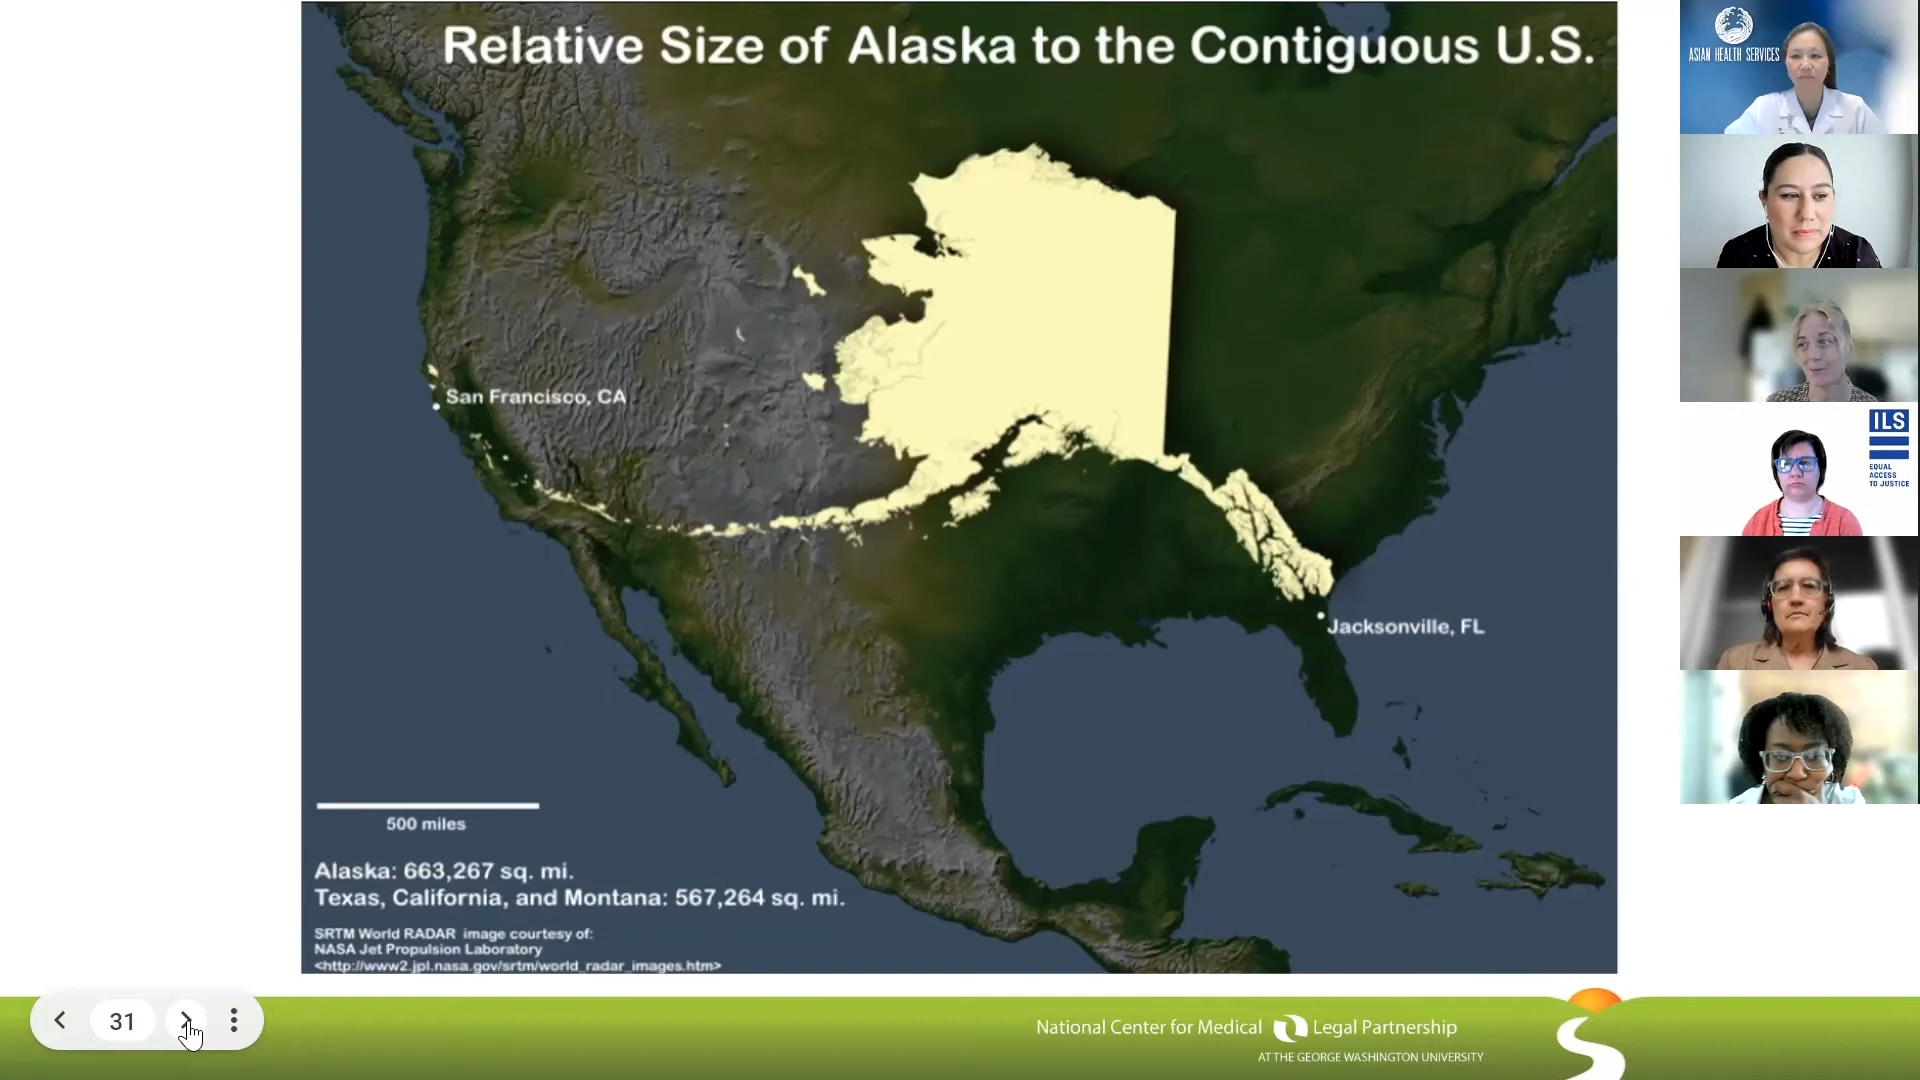 Relative Size of Alaska to the Contiguous U.S.
ASIAN HEALTH SERVICES
San Francisco, CA
ILS
EQUAL
ACCESS
TO JUSTICE
Jacksonville, FL
500 miles
Alaska: 663,267 sq. mi.
Texas, California, and Montana: 567,264 sq. mi.
SRTM World RADAR image courtesy of:
NASA Jet Propulsion Laboratory
<http://www2.jpl.nasa.gov/srtm/world_radar_images.htm>
31
National Center for Medical Legal Partnership
AT THE GEORGE WASHINGTON UNIVERSITY